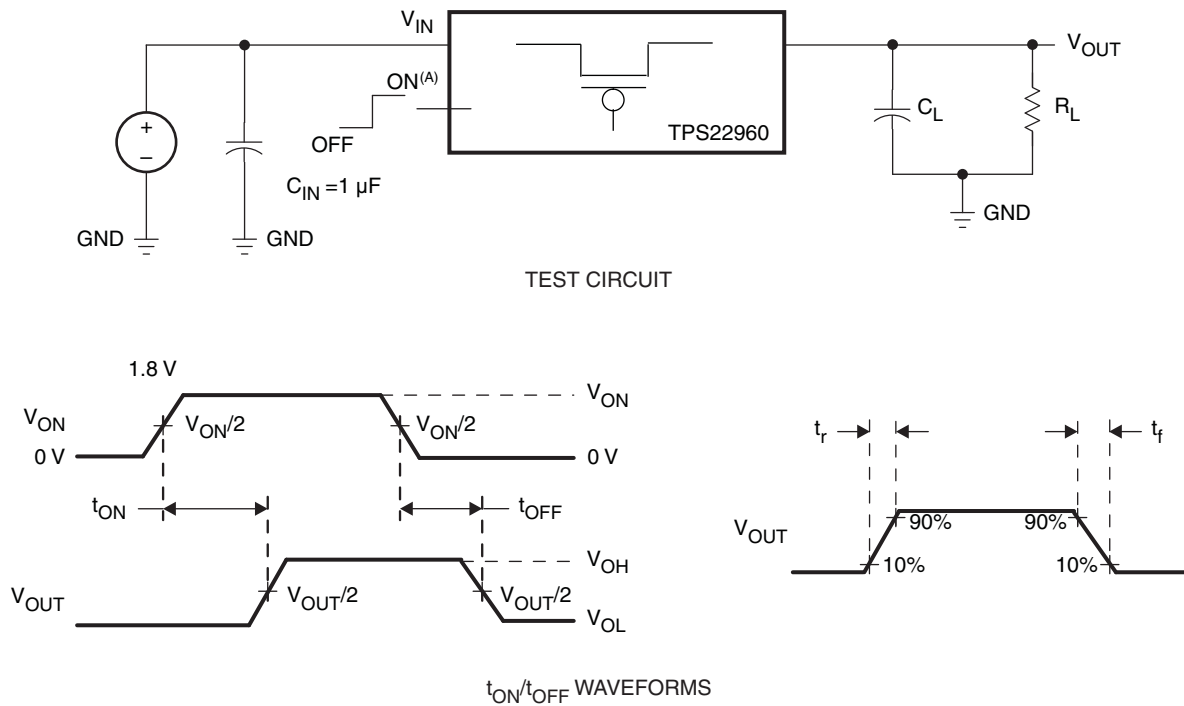 V_IN
V_OUT
ON(A)
OFF
TPS22960
C_L
R_L
+
–
C_IN =1 µF
GND
GND
GND
TEST CIRCUIT
1.8 V
V_ON
V_ON
V_ON/2
V_ON/2
0 V
0 V
t_ON
t_OFF
V_OH
V_OUT
V_OUT/2
V_OUT/2
V_OL
t_r
t_f
V_OUT
90%
90%
10%
10%
t_ON/t_OFF WAVEFORMS